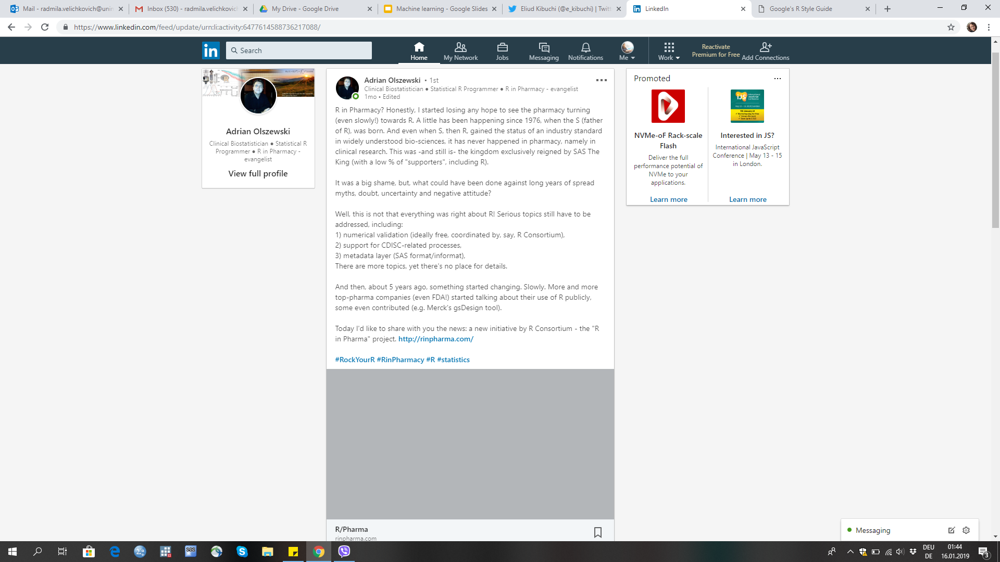 Mail - radmila.velichkovich@unin
Inbox (530) - radmila.velichkovich
My Drive - Google Drive
Machine learning - Google Slides
Eliud Kibuchi (@e_kibuchi) | Twitt
LinkedIn
Google's R Style Guide
https://www.linkedin.com/feed/update/urn:li:activity:6477614588736217088/
in
Search
Home
My Network
Jobs
Messaging
Notifications
Me
Work
Reactivate
Premium for Free
Add Connections
Adrian Olszewski
Clinical Biostatistician ● Statistical R
Programmer ● R in Pharmacy -
evangelist
View full profile
Adrian Olszewski • 1st
Clinical Biostatistician ● Statistical R Programmer ● R in Pharmacy - evangelist
1mo • Edited
R in Pharmacy? Honestly, I started losing any hope to see the pharmacy turning
(even slowly!) towards R. A little has been happening since 1976, when the S (father
of R), was born. And even when S, then R, gained the status of an industry standard
in widely understood bio-sciences, it has never happened in pharmacy, namely in
clinical research. This was -and still is- the kingdom exclusively reigned by SAS The
King (with a low % of "supporters", including R).
It was a big shame, but, what could have been done against long years of spread
myths, doubt, uncertainty and negative attitude?
Well, this is not that everything was right about R! Serious topics still have to be
addressed, including:
1) numerical validation (ideally free, coordinated by, say, R Consortium),
2) support for CDISC-related processes,
3) metadata layer (SAS format/informat),
There are more topics, yet there's no place for details.
And then, about 5 years ago, something started changing. Slowly. More and more
top-pharma companies (even FDA!) started talking about their use of R publicly,
some even contributed (e.g. Merck's gsDesign tool).
Today I'd like to share with you the news: a new initiative by R Consortium - the "R
in Pharma" project. http://rinpharma.com/
#RockYourR #RinPharmacy #R #statistics
R/Pharma
rinpharma.com
Promoted
NVMe-oF Rack-scale
Flash
Deliver the full
performance potential of
NVMe to your
applications.
Learn more
iJS
Interested in JS?
International JavaScript
Conference | May 13 - 15
in London.
Learn more
Messaging
sas
DEU
DE
01:44
16.01.2019
3